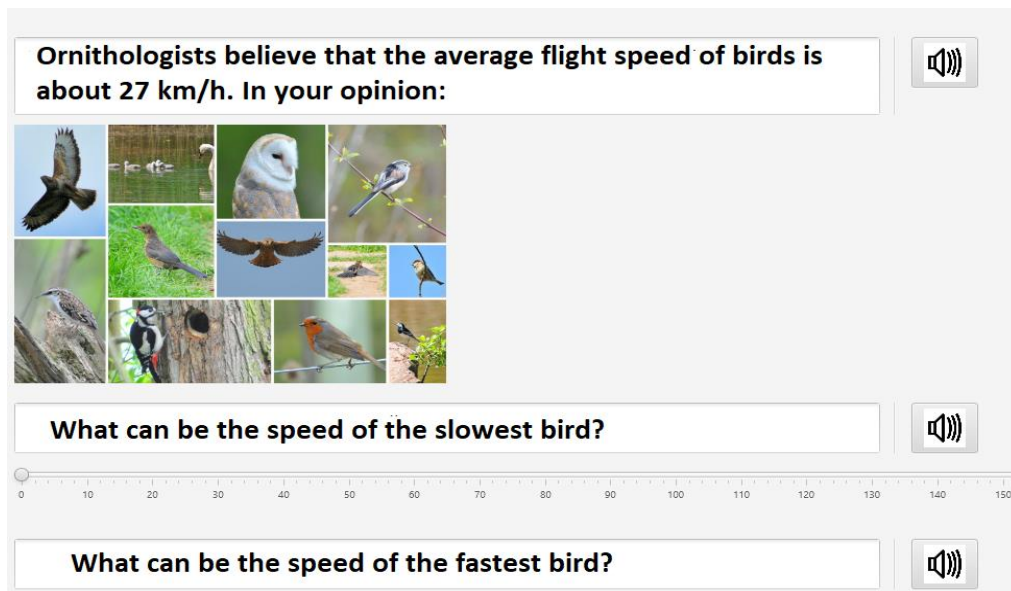 Ornithologists believe that the average flight speed of birds is
about 27 km/h. In your opinion:
What can be the speed of the slowest bird?
0 10 20 30 40 50 60 70 80 90 100 110 120 130 140 150
What can be the speed of the fastest bird?